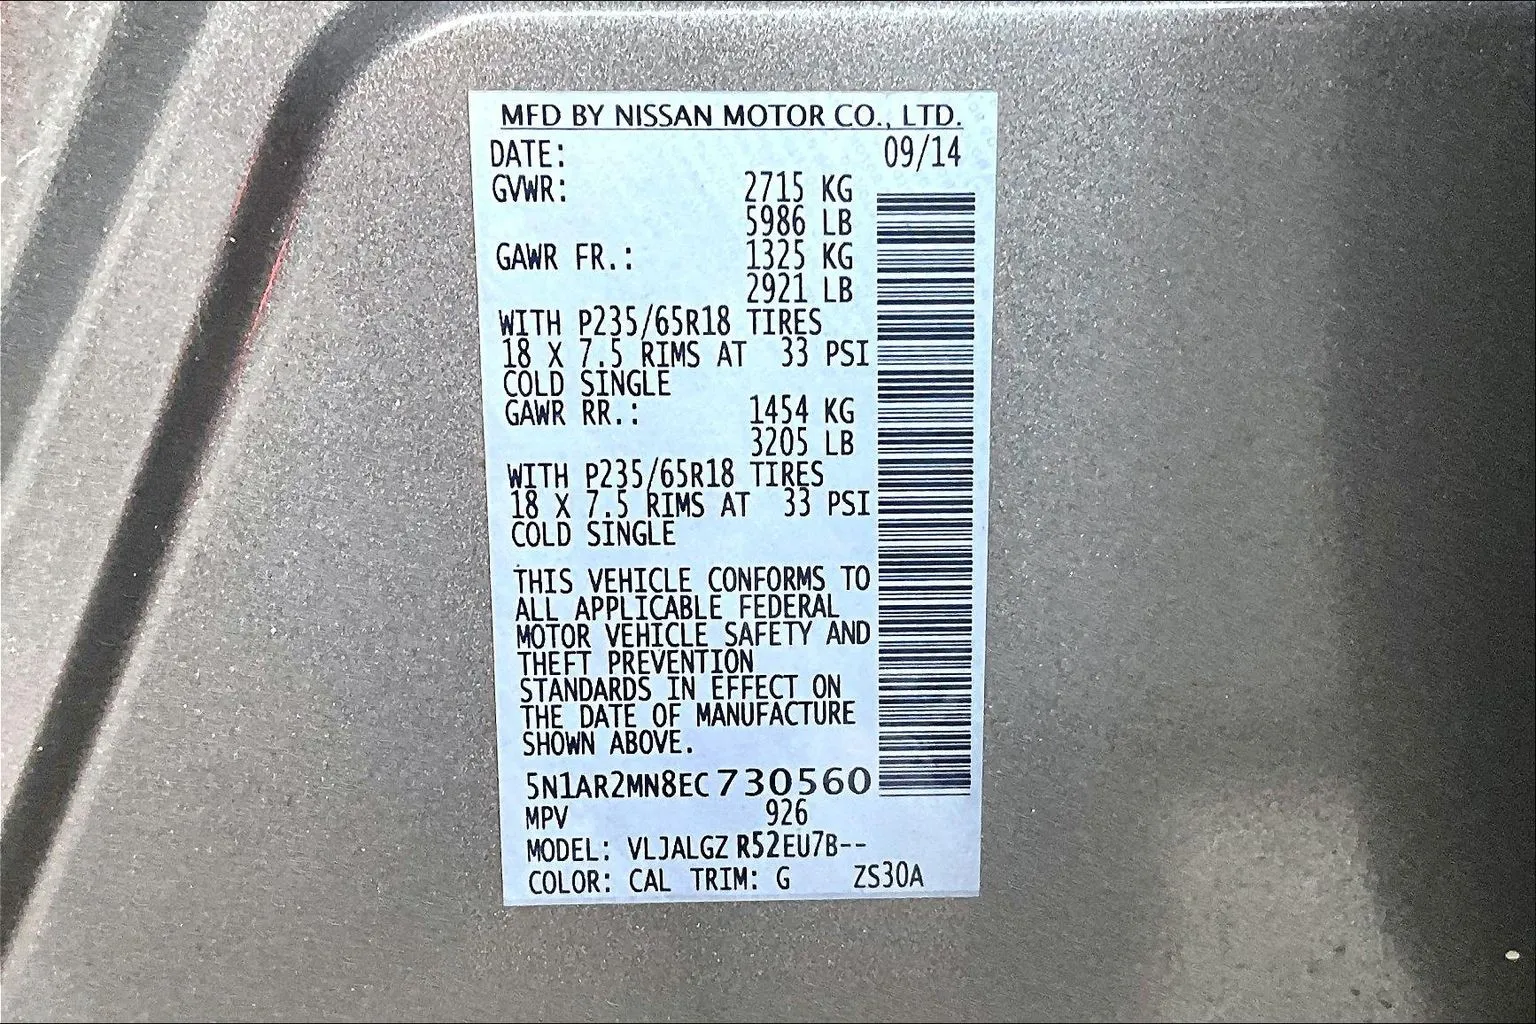 MFD BY NISSAN MOTOR CO., LTD.
DATE: 09/14
GVWR: 2715 KG
5986 LB
GAWR FR.: 1325 KG
2921 LB
WITH P235/65R18 TIRES
18 X 7.5 RIMS AT 33 PSI
COLD SINGLE
GAWR RR.: 1454 KG
3205 LB
WITH P235/65R18 TIRES
18 X 7.5 RIMS AT 33 PSI
COLD SINGLE
THIS VEHICLE CONFORMS TO
ALL APPLICABLE FEDERAL
MOTOR VEHICLE SAFETY AND
THEFT PREVENTION
STANDARDS IN EFFECT ON
THE DATE OF MANUFACTURE
SHOWN ABOVE.
5N1AR2MN8EC730560
MPV 926
MODEL: VLJALGZ R52EU7B--
COLOR: CAL TRIM: G ZS30A